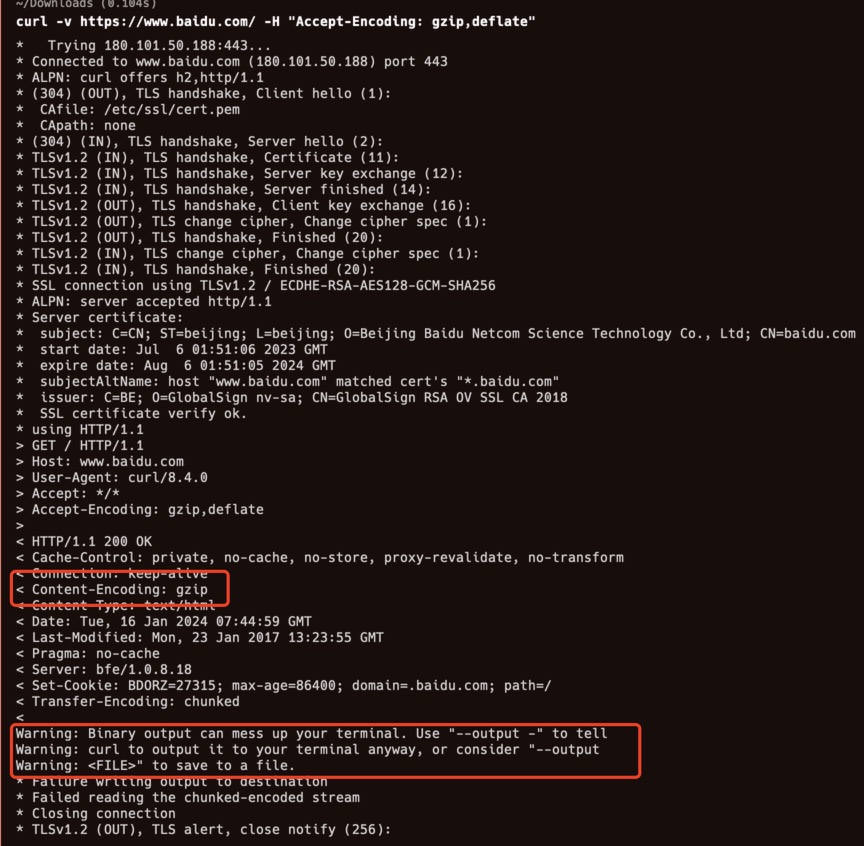 ~/Downloads (0.104s)
curl -v https://www.baidu.com/ -H "Accept-Encoding: gzip,deflate"
*   Trying 180.101.50.188:443...
* Connected to www.baidu.com (180.101.50.188) port 443
* ALPN: curl offers h2,http/1.1
* (304) (OUT), TLS handshake, Client hello (1):
*  CAfile: /etc/ssl/cert.pem
*  CApath: none
* (304) (IN), TLS handshake, Server hello (2):
* TLSv1.2 (IN), TLS handshake, Certificate (11):
* TLSv1.2 (IN), TLS handshake, Server key exchange (12):
* TLSv1.2 (IN), TLS handshake, Server finished (14):
* TLSv1.2 (OUT), TLS handshake, Client key exchange (16):
* TLSv1.2 (OUT), TLS change cipher, Change cipher spec (1):
* TLSv1.2 (OUT), TLS handshake, Finished (20):
* TLSv1.2 (IN), TLS change cipher, Change cipher spec (1):
* TLSv1.2 (IN), TLS handshake, Finished (20):
* SSL connection using TLSv1.2 / ECDHE-RSA-AES128-GCM-SHA256
* ALPN: server accepted http/1.1
* Server certificate:
*  subject: C=CN; ST=beijing; L=beijing; O=Beijing Baidu Netcom Science Technology Co., Ltd; CN=baidu.com
*  start date: Jul  6 01:51:06 2023 GMT
*  expire date: Aug  6 01:51:05 2024 GMT
*  subjectAltName: host "www.baidu.com" matched cert's "*.baidu.com"
*  issuer: C=BE; O=GlobalSign nv-sa; CN=GlobalSign RSA OV SSL CA 2018
*  SSL certificate verify ok.
* using HTTP/1.1
> GET / HTTP/1.1
> Host: www.baidu.com
> User-Agent: curl/8.4.0
> Accept: */*
> Accept-Encoding: gzip,deflate
>
< HTTP/1.1 200 OK
< Cache-Control: private, no-cache, no-store, proxy-revalidate, no-transform
< Connection: keep-alive
< Content-Encoding: gzip
< Content-Type: text/html
< Date: Tue, 16 Jan 2024 07:44:59 GMT
< Last-Modified: Mon, 23 Jan 2017 13:23:55 GMT
< Pragma: no-cache
< Server: bfe/1.0.8.18
< Set-Cookie: BDORZ=27315; max-age=86400; domain=.baidu.com; path=/
< Transfer-Encoding: chunked
<
Warning: Binary output can mess up your terminal. Use "--output -" to tell
Warning: curl to output it to your terminal anyway, or consider "--output
Warning: <FILE>" to save to a file.
* Failure writing output to destination
* Failed reading the chunked-encoded stream
* Closing connection
* TLSv1.2 (OUT), TLS alert, close notify (256):